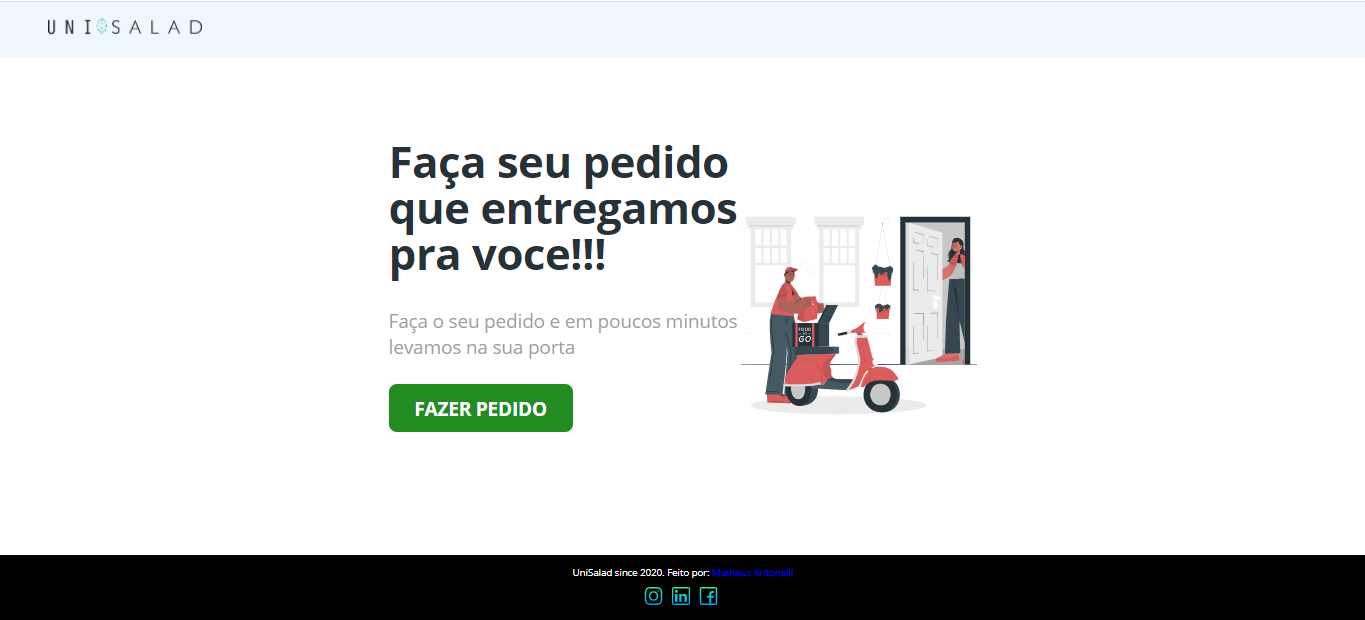 UNISALAD
Faça seu pedido
que entregamos
pra voce!!!
Faça o seu pedido e em poucos minutos
levamos na sua porta
FOOD
TO
GO
FAZER PEDIDO
UniSalad since 2020. Feito por: Matheus Antonelli